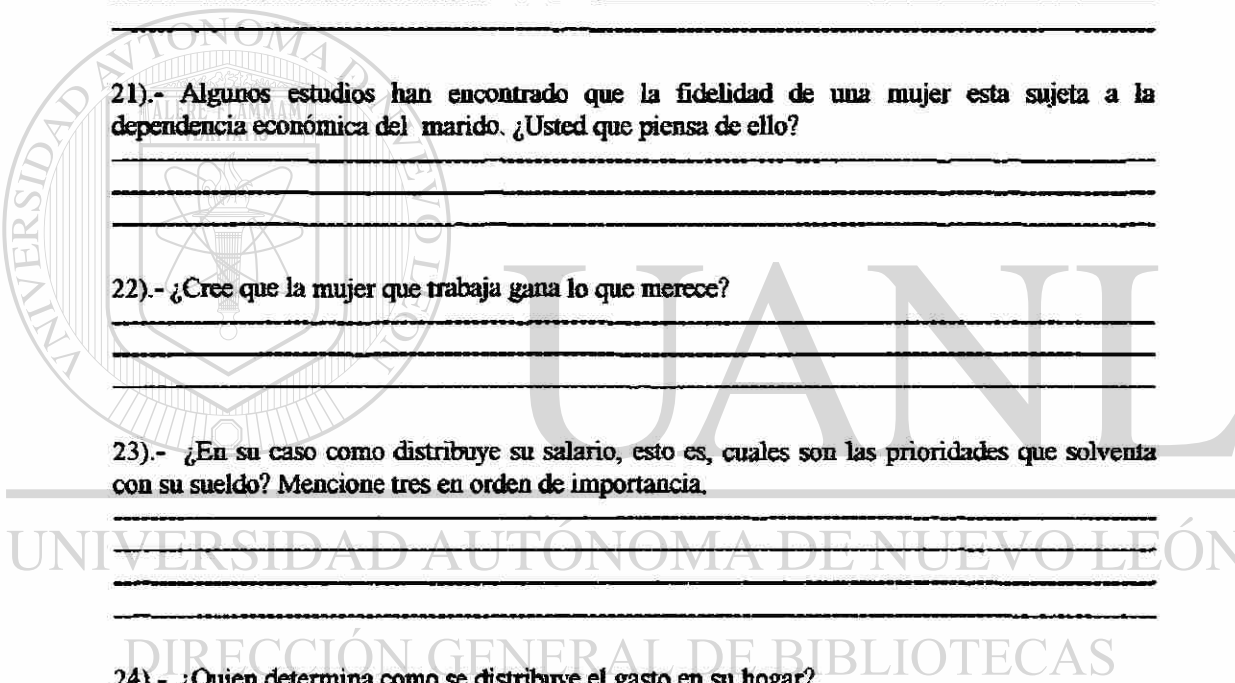 21).- Algunos estudios han encontrado que la fidelidad de una mujer esta sujeta a la
dependencia económica del marido. ¿Usted que piensa de ello?
22).- ¿Cree que la mujer que trabaja gana lo que merece?
UANL
23).- ¿En su caso como distribuye su salario, esto es, cuales son las prioridades que solventa
con su sueldo? Mencione tres en orden de importancia.
UNIVERSIDAD AUTÓNOMA DE NUEVO LEÓN
DIRECCIÓN GENERAL DE BIBLIOTECAS
24).- ¿Quien determina como se distribuye el gasto en su hogar?